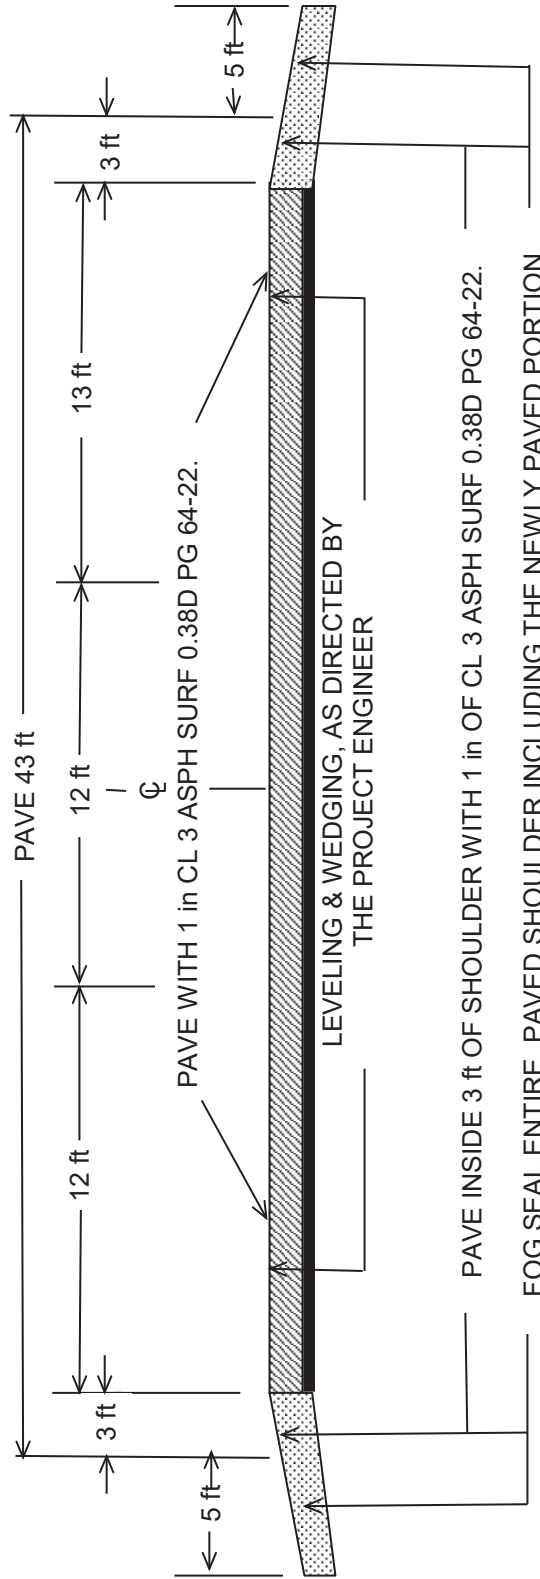 PAVE 43 ft
3 ft
12 ft
12 ft
13 ft
3 ft
5 ft
5 ft
℄
PAVE WITH 1 in CL 3 ASPH SURF 0.38D PG 64-22.
LEVELING & WEDGING, AS DIRECTED BY
THE PROJECT ENGINEER
PAVE INSIDE 3 ft OF SHOULDER WITH 1 in OF CL 3 ASPH SURF 0.38D PG 64-22.
FOG SEAL ENTIRE PAVED SHOULDER INCLUDING THE NEWLY PAVED PORTION